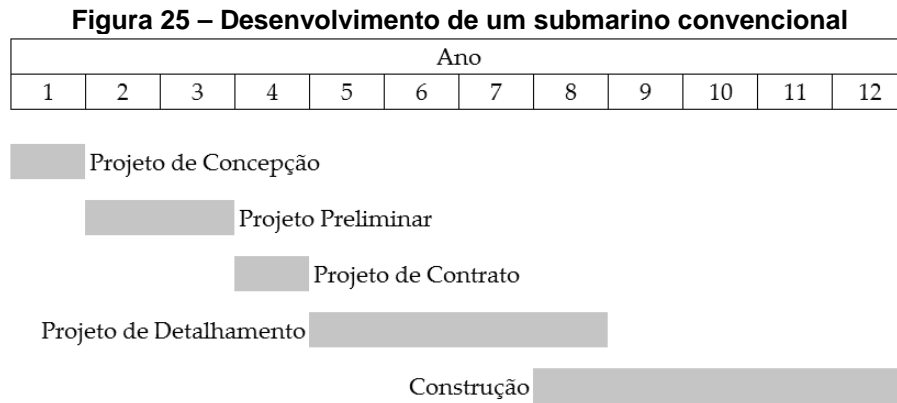 Figura 25 – Desenvolvimento de um submarino convencional
Ano
1 2 3 4 5 6 7 8 9 10 11 12
Projeto de Concepção
Projeto Preliminar
Projeto de Contrato
Projeto de Detalhamento
Construção